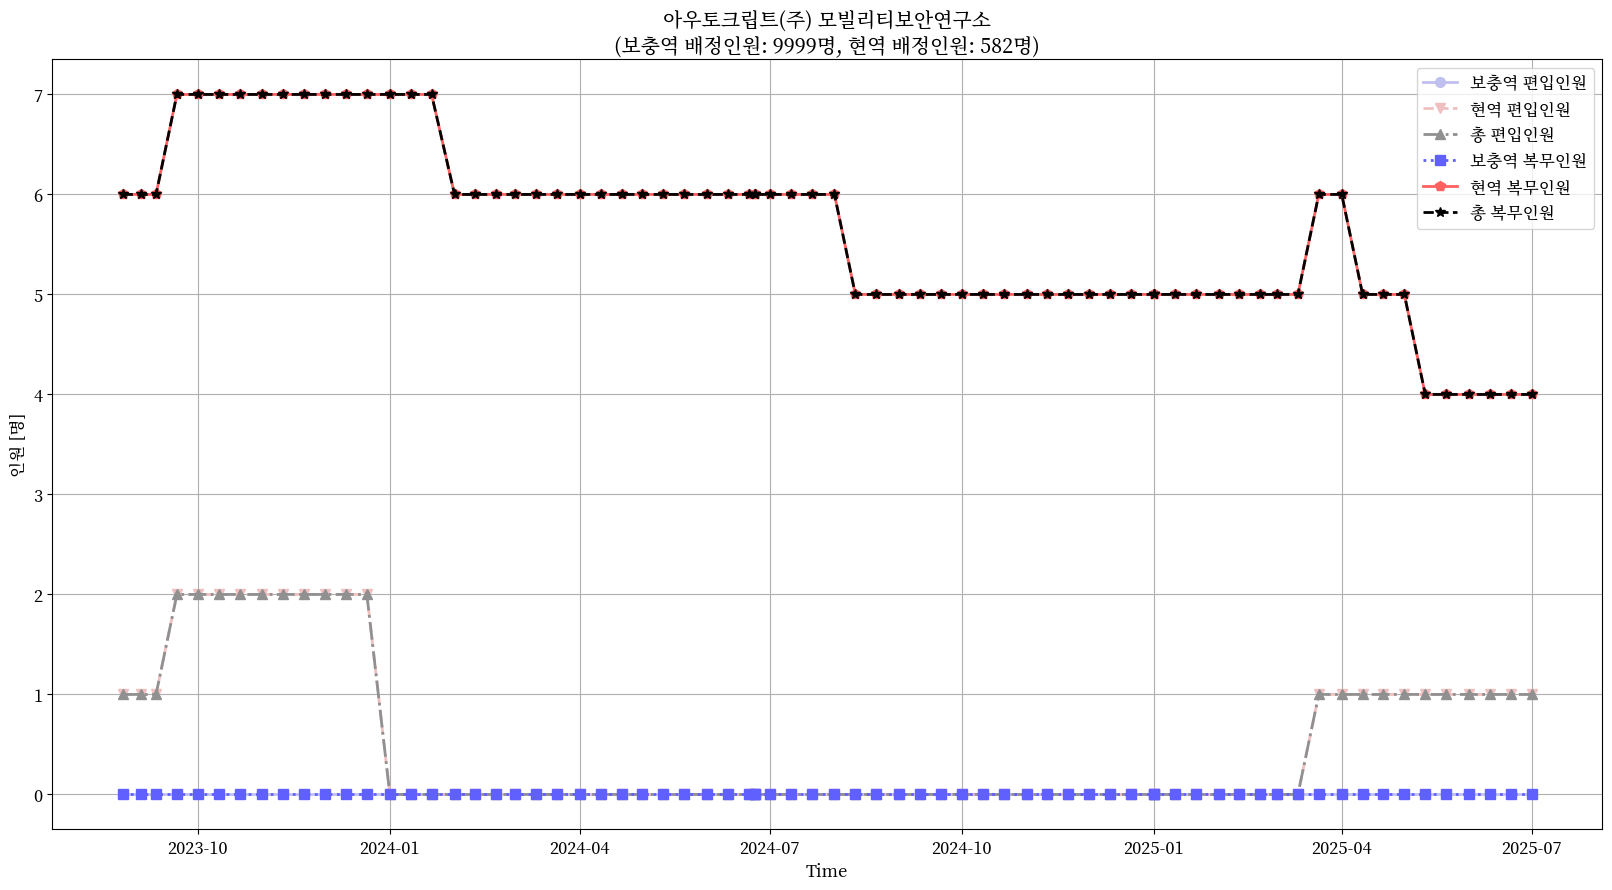 아우토크립트(주) 모빌리티보안연구소
(보충역 배정인원: 9999명, 현역 배정인원: 582명)
보충역 편입인원
현역 편입인원
총 편입인원
보충역 복무인원
현역 복무인원
총 복무인원
인원 [명]
7
6
5
4
3
2
1
0
2023-10
2024-01
2024-04
2024-07
2024-10
2025-01
2025-04
2025-07
Time